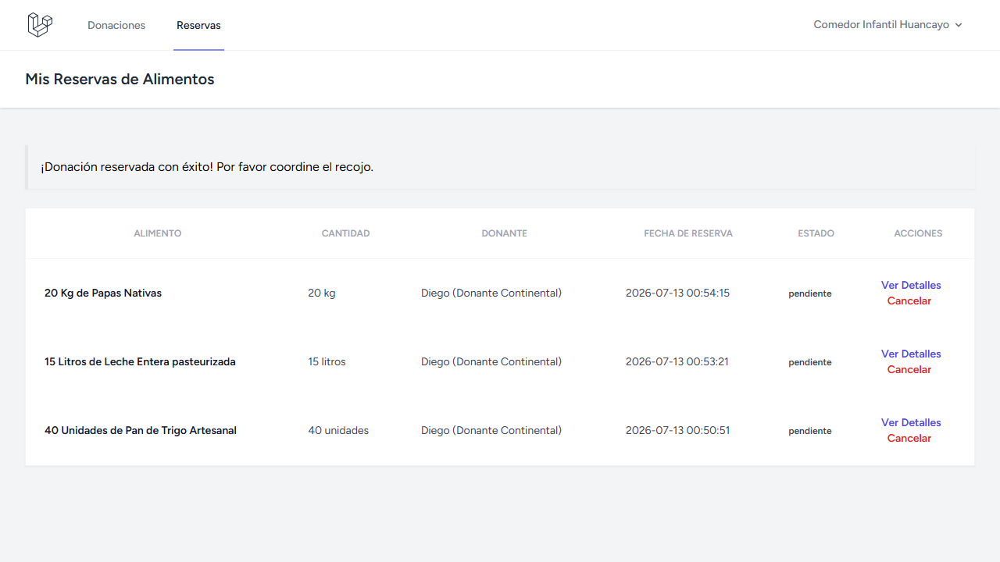 Donaciones Reservas Comedor Infantil Huancayo
Mis Reservas de Alimentos
¡Donación reservada con éxito! Por favor coordine el recojo.
ALIMENTO CANTIDAD DONANTE FECHA DE RESERVA ESTADO ACCIONES
20 Kg de Papas Nativas 20 kg Diego (Donante Continental) 2026-07-13 00:54:15 pendiente Ver Detalles
Cancelar
15 Litros de Leche Entera pasteurizada 15 litros Diego (Donante Continental) 2026-07-13 00:53:21 pendiente Ver Detalles
Cancelar
40 Unidades de Pan de Trigo Artesanal 40 unidades Diego (Donante Continental) 2026-07-13 00:50:51 pendiente Ver Detalles
Cancelar